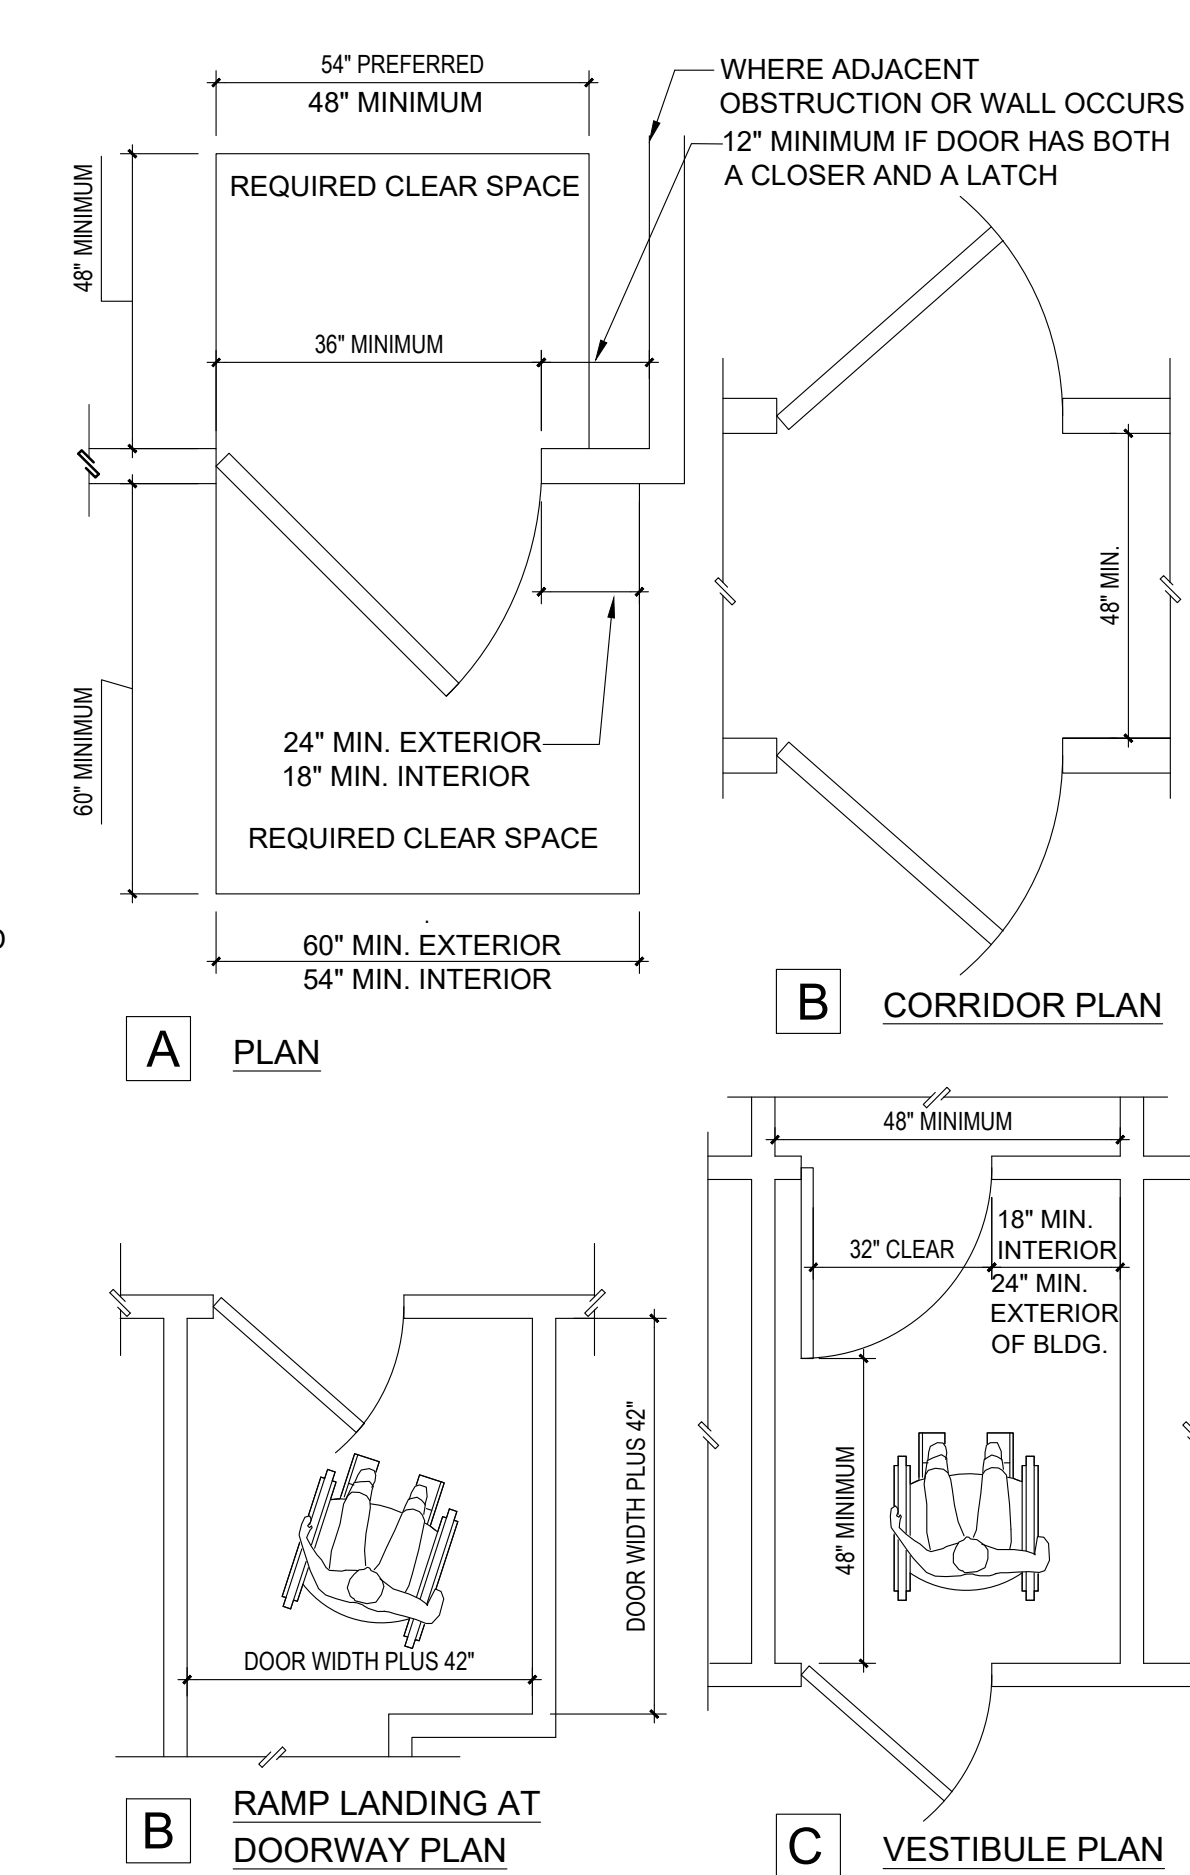 54" PREFERRED
48" MINIMUM
WHERE ADJACENT
OBSTRUCTION OR WALL OCCURS
12" MINIMUM IF DOOR HAS BOTH
A CLOSER AND A LATCH
REQUIRED CLEAR SPACE
48" MINIMUM
36" MINIMUM
60" MINIMUM
24" MIN. EXTERIOR
18" MIN. INTERIOR
REQUIRED CLEAR SPACE
60" MIN. EXTERIOR
54" MIN. INTERIOR
A PLAN
48" MIN.
B CORRIDOR PLAN
DOOR WIDTH PLUS 42"
DOOR WIDTH PLUS 42"
B RAMP LANDING AT
DOORWAY PLAN
48" MINIMUM
32" CLEAR
18" MIN.
INTERIOR
24" MIN.
EXTERIOR
OF BLDG.
48" MINIMUM
C VESTIBULE PLAN